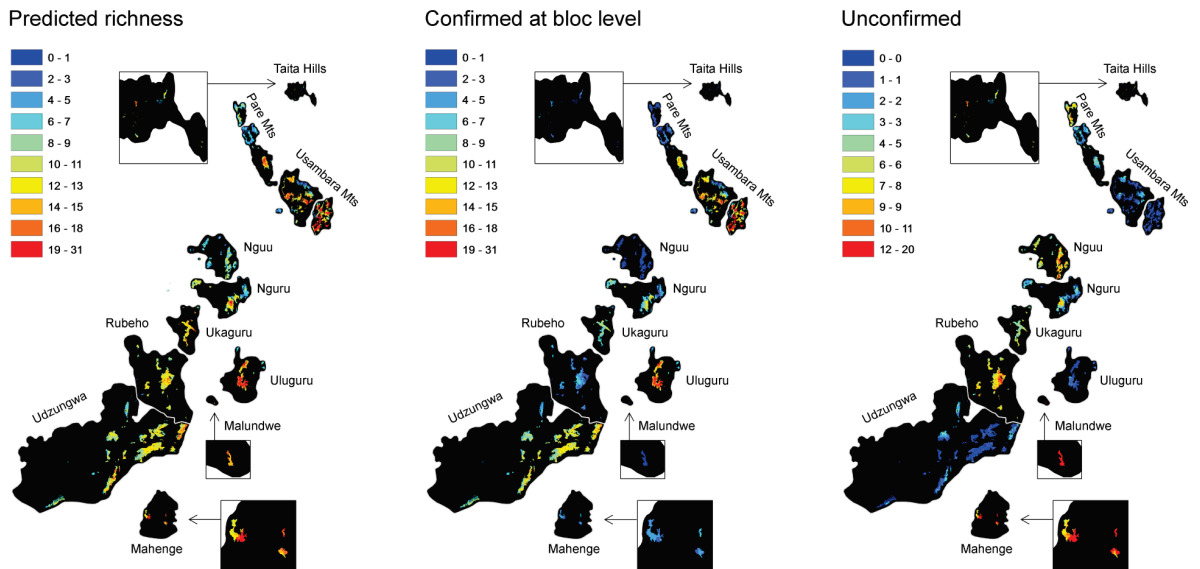 Predicted richness
0 - 1
2 - 3
4 - 5
6 - 7
8 - 9
10 - 11
12 - 13
14 - 15
16 - 18
19 - 31
Taita Hills
Pare Mts
Usambara Mts
Nguu
Nguru
Rubeho
Ukaguru
Uluguru
Udzungwa
Malundwe
Mahenge
Confirmed at bloc level
0 - 1
2 - 3
4 - 5
6 - 7
8 - 9
10 - 11
12 - 13
14 - 15
16 - 18
19 - 31
Taita Hills
Pare Mts
Usambara Mts
Nguu
Nguru
Rubeho
Ukaguru
Uluguru
Udzungwa
Malundwe
Mahenge
Unconfirmed
0 - 0
1 - 1
2 - 2
3 - 3
4 - 5
6 - 6
7 - 8
9 - 9
10 - 11
12 - 20
Taita Hills
Pare Mts
Usambara Mts
Nguu
Nguru
Rubeho
Ukaguru
Uluguru
Udzungwa
Malundwe
Mahenge